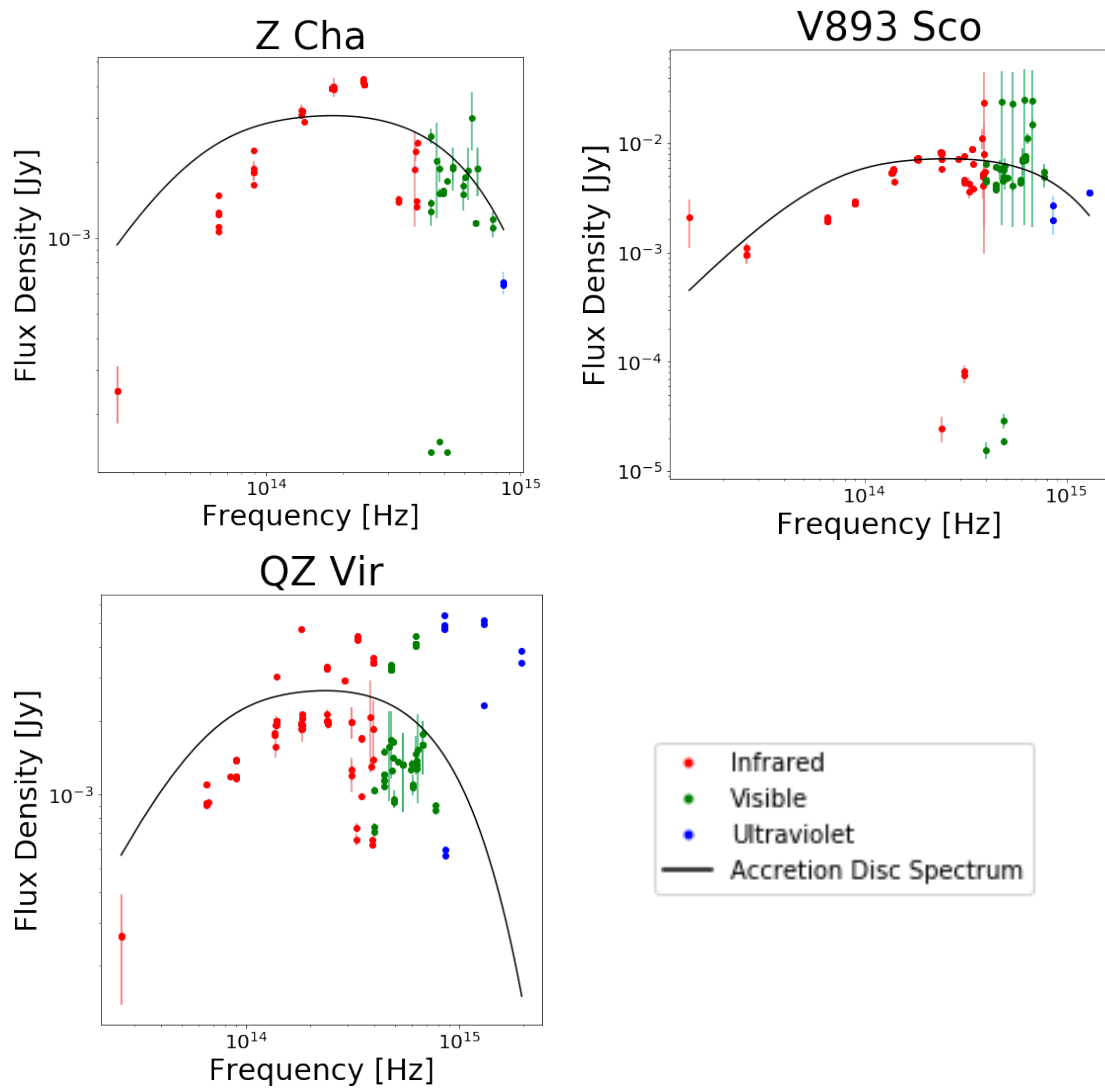 Z Cha
Flux Density [Jy]
10⁻³
10¹⁴
10¹⁵
Frequency [Hz]
V893 Sco
Flux Density [Jy]
10⁻²
10⁻³
10⁻⁴
10⁻⁵
10¹⁴
10¹⁵
Frequency [Hz]
QZ Vir
Flux Density [Jy]
10⁻³
10¹⁴
10¹⁵
Frequency [Hz]
Infrared
Visible
Ultraviolet
Accretion Disc Spectrum